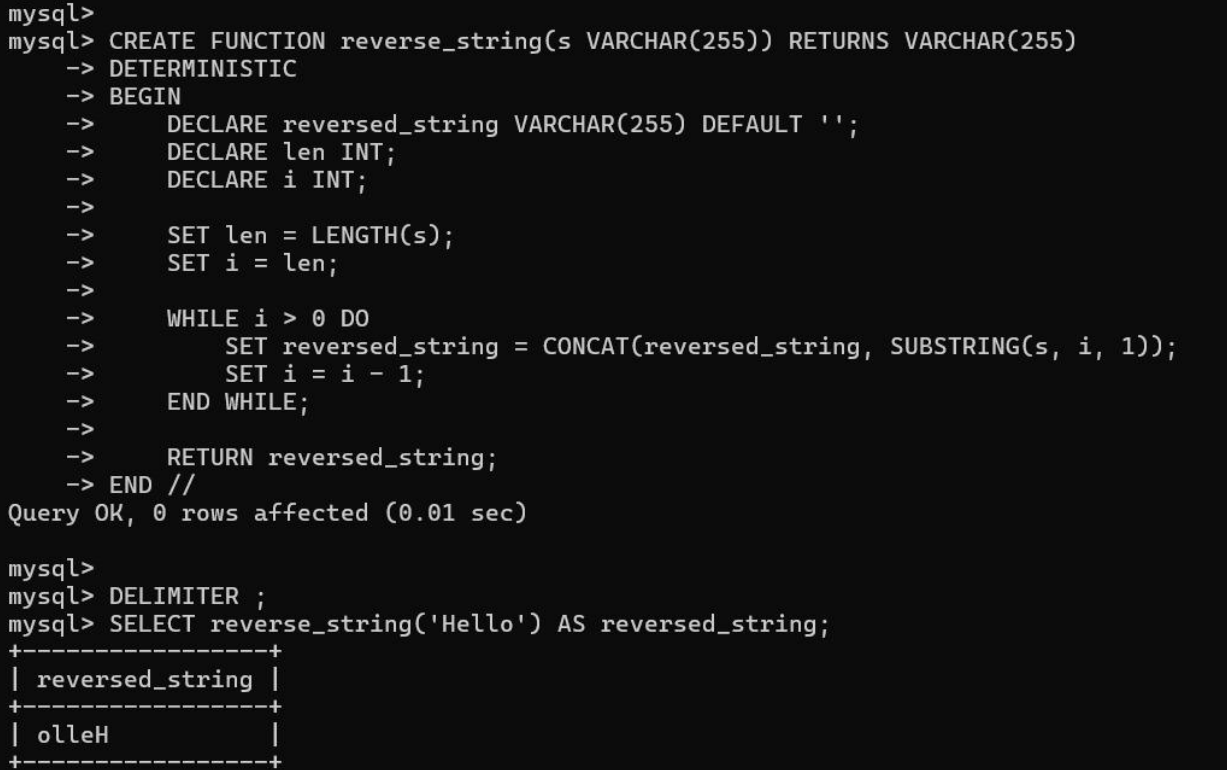 mysql>
mysql> CREATE FUNCTION reverse_string(s VARCHAR(255)) RETURNS VARCHAR(255)
    -> DETERMINISTIC
    -> BEGIN
    ->     DECLARE reversed_string VARCHAR(255) DEFAULT '';
    ->     DECLARE len INT;
    ->     DECLARE i INT;
    ->
    ->     SET len = LENGTH(s);
    ->     SET i = len;
    ->
    ->     WHILE i > 0 DO
    ->         SET reversed_string = CONCAT(reversed_string, SUBSTRING(s, i, 1));
    ->         SET i = i - 1;
    ->     END WHILE;
    ->
    ->     RETURN reversed_string;
    -> END //
Query OK, 0 rows affected (0.01 sec)

mysql>
mysql> DELIMITER ;
mysql> SELECT reverse_string('Hello') AS reversed_string;
+-----------------+
| reversed_string |
+-----------------+
| olleH           |
+-----------------+